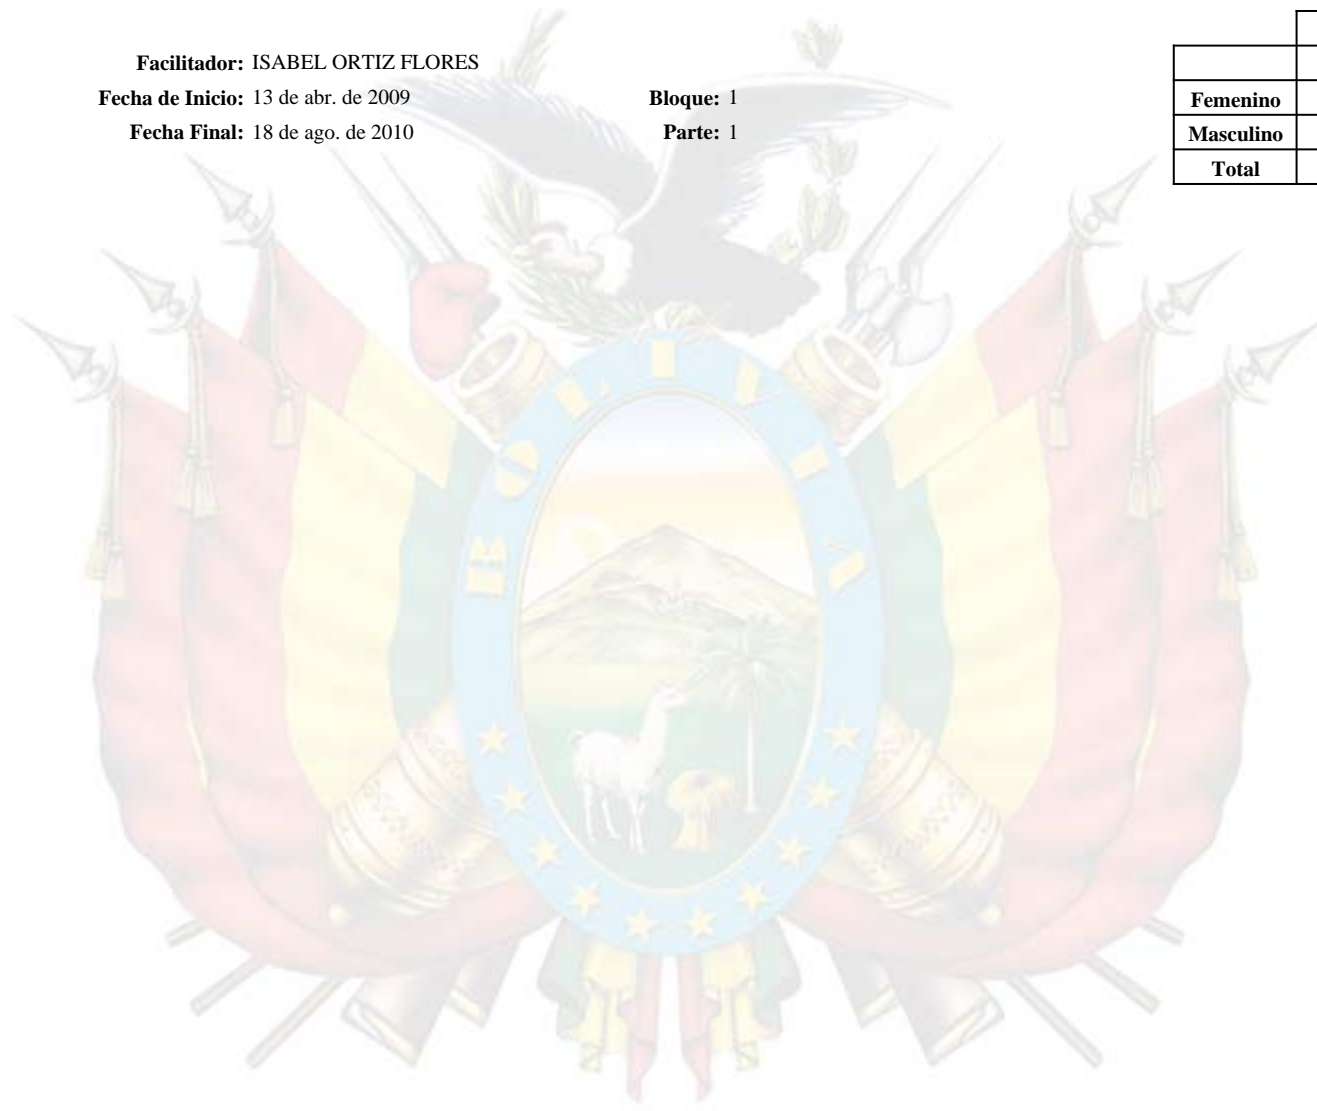 Facilitador: ISABEL ORTIZ FLORES
Fecha de Inicio: 13 de abr. de 2009
Bloque: 1
Fecha Final: 18 de ago. de 2010
Parte: 1
Femenino
Masculino
Total
BOLIVIA